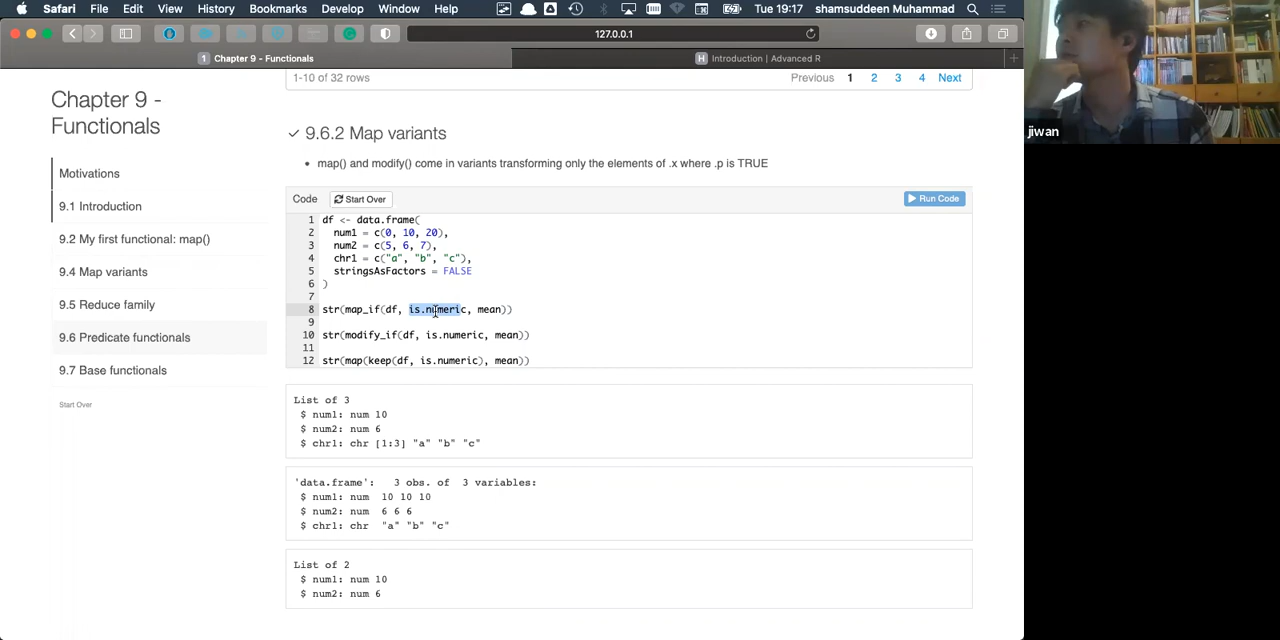 Safari File Edit View History Bookmarks Develop Window Help Tue 19:17 shamsuddeen Muhammad
127.0.0.1
1 Chapter 9 - Functionals
H Introduction | Advanced R
jiwan
Chapter 9 -
Functionals
Motivations
9.1 Introduction
9.2 My first functional: map()
9.4 Map variants
9.5 Reduce family
9.6 Predicate functionals
9.7 Base functionals
Start Over
1-10 of 32 rows Previous 1 2 3 4 Next
9.6.2 Map variants
• map() and modify() come in variants transforming only the elements of .x where .p is TRUE
Code Start Over Run Code
1 df <- data.frame(
2 num1 = c(0, 10, 20),
3 num2 = c(5, 6, 7),
4 chr1 = c("a", "b", "c"),
5 stringsAsFactors = FALSE
6 )
7
8 str(map_if(df, is.numeric, mean))
9
10 str(modify_if(df, is.numeric, mean))
11
12 str(map(keep(df, is.numeric), mean))
List of 3
$ num1: num 10
$ num2: num 6
$ chr1: chr [1:3] "a" "b" "c"
'data.frame': 3 obs. of 3 variables:
$ num1: num 10 10 10
$ num2: num 6 6 6
$ chr1: chr "a" "b" "c"
List of 2
$ num1: num 10
$ num2: num 6